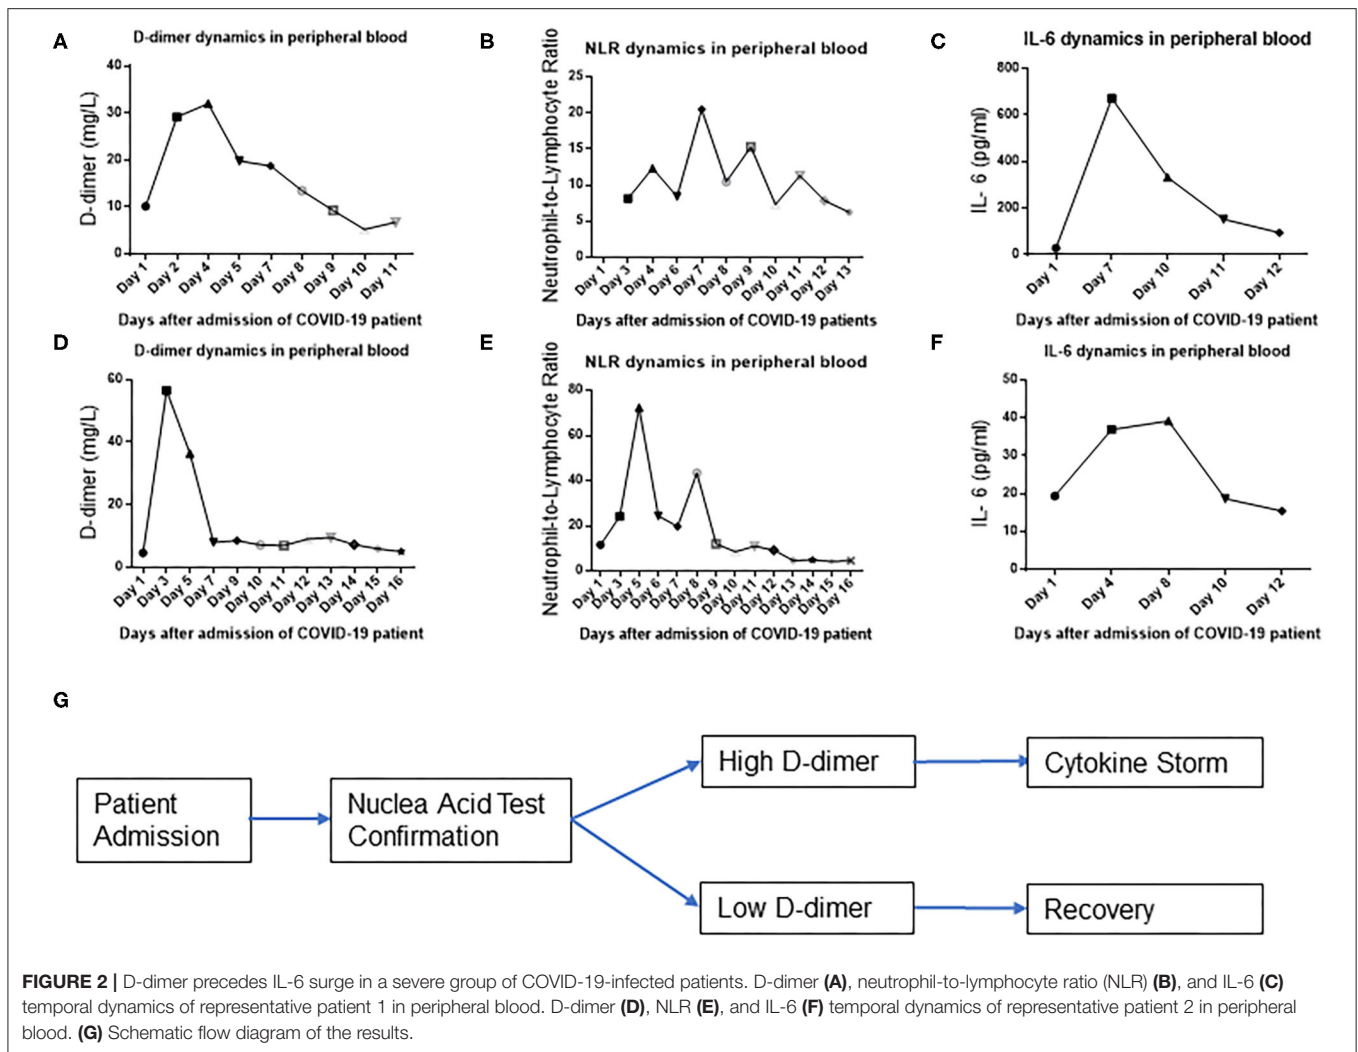 A
D-dimer dynamics in peripheral blood
D-dimer (mg/L)
40
30
20
10
0
Day 1
Day 2
Day 4
Day 5
Day 7
Day 8
Day 9
Day 10
Day 11
Days after admission of COVID-19 patient
B
NLR dynamics in peripheral blood
Neutrophil-to-Lymphocyte Ratio
25
20
15
10
5
0
Day 1
Day 3
Day 4
Day 6
Day 7
Day 8
Day 9
Day 10
Day 11
Day 12
Day 13
Days after admission of COVID-19 patients
C
IL-6 dynamics in peripheral blood
IL- 6 (pg/ml)
800
600
400
200
0
Day 1
Day 7
Day 10
Day 11
Day 12
Days after admission of COVID-19 patient
D
D-dimer dynamics in peripheral blood
D-dimer (mg/L)
60
40
20
0
Day 1
Day 3
Day 5
Day 7
Day 9
Day 10
Day 11
Day 12
Day 13
Day 14
Day 15
Day 16
Days after admission of COVID-19 patient
E
NLR dynamics in peripheral blood
Neutrophil-to-Lymphocyte Ratio
80
60
40
20
0
Day 1
Day 3
Day 5
Day 6
Day 7
Day 8
Day 9
Day 10
Day 11
Day 12
Day 13
Day 14
Day 15
Day 16
Days after admission of COVID-19 patient
F
IL-6 dynamics in peripheral blood
IL- 6 (pg/ml)
50
40
30
20
10
0
Day 1
Day 4
Day 8
Day 10
Day 12
Days after admission of COVID-19 patient
G
Patient
Admission
Nuclea Acid Test
Confirmation
High D-dimer
Cytokine Storm
Low D-dimer
Recovery
FIGURE 2 | D-dimer precedes IL-6 surge in a severe group of COVID-19-infected patients. D-dimer (A), neutrophil-to-lymphocyte ratio (NLR) (B), and IL-6 (C)
temporal dynamics of representative patient 1 in peripheral blood. D-dimer (D), NLR (E), and IL-6 (F) temporal dynamics of representative patient 2 in peripheral
blood. (G) Schematic flow diagram of the results.